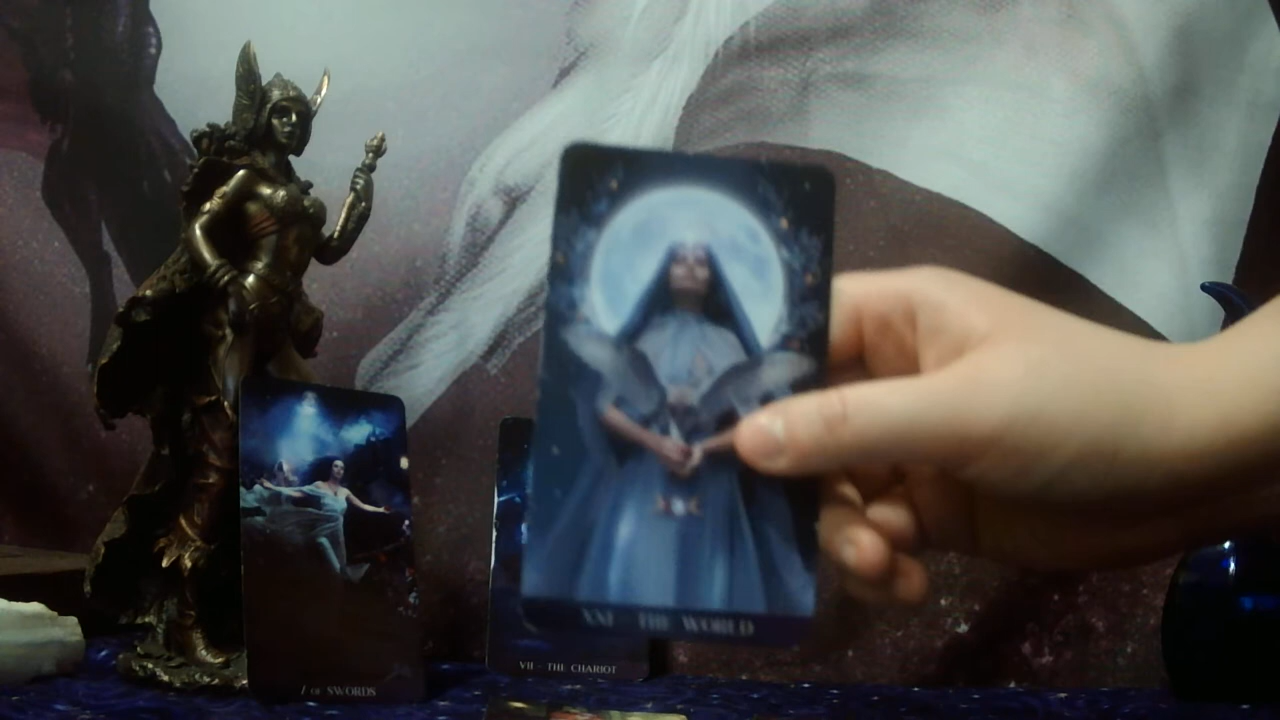 XXI - THE WORLD
VII - THE CHARIOT
I OF SWORDS